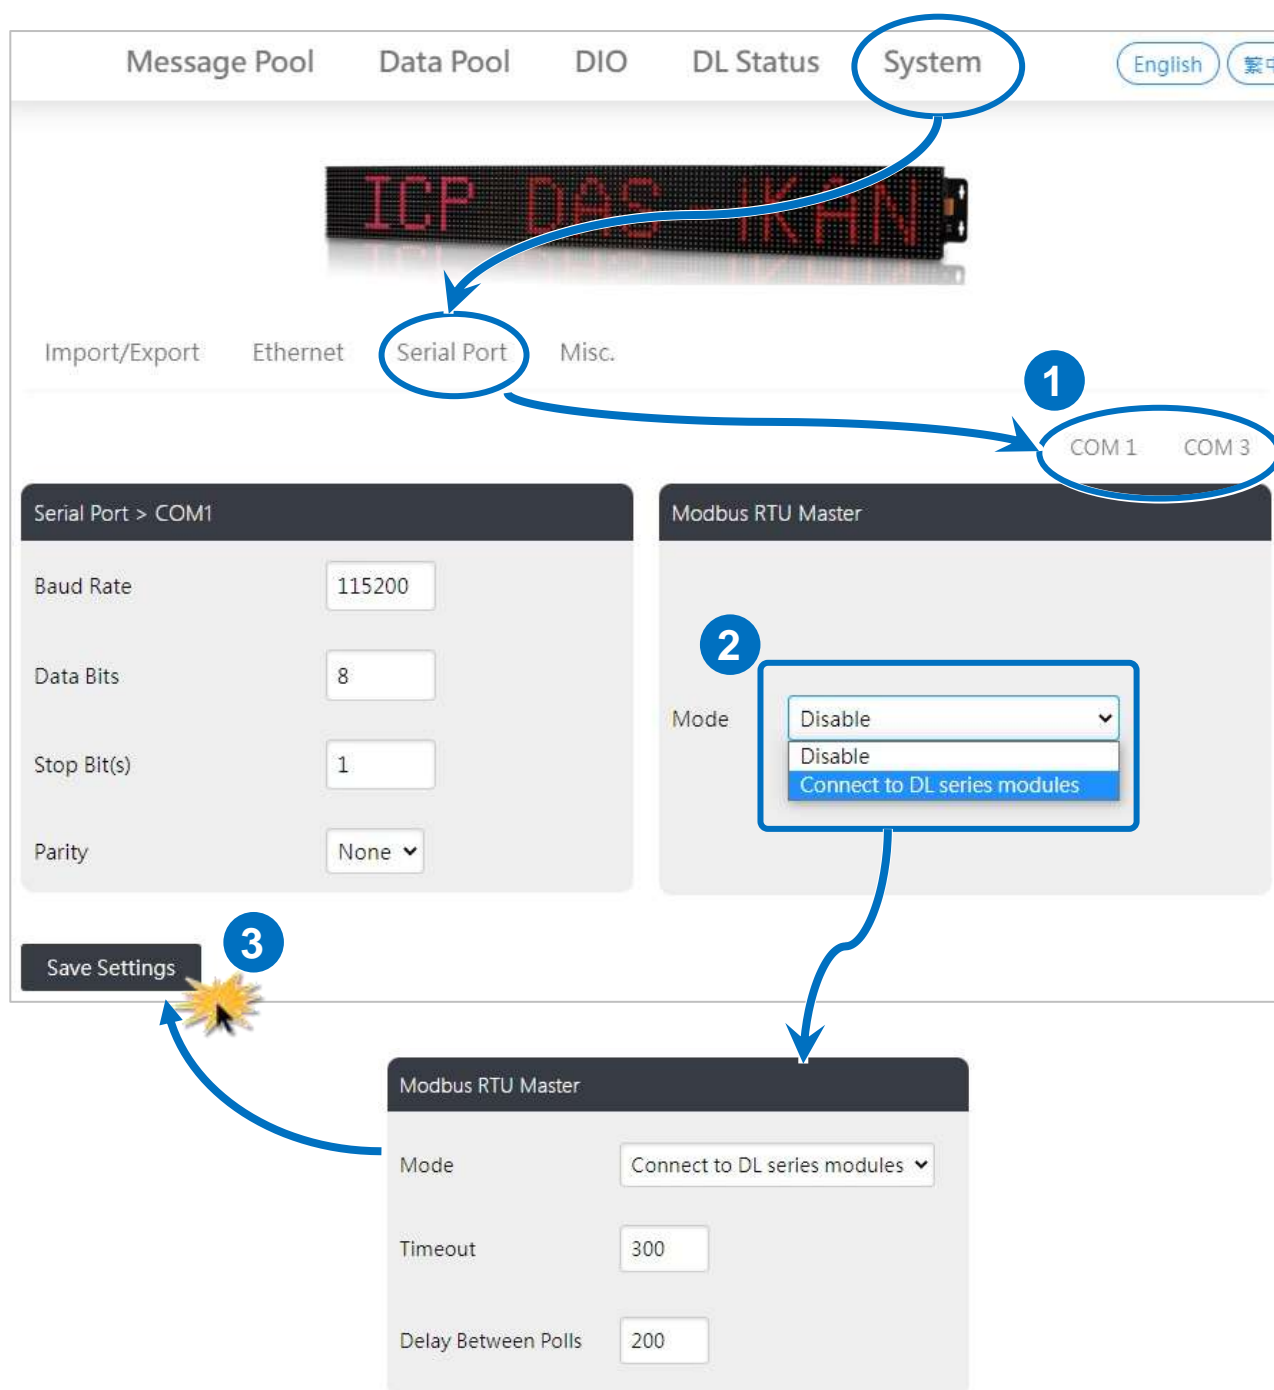 Message Pool Data Pool DIO DL Status System English 繁中
ICP DAS-IKAN
Import/Export Ethernet Serial Port Misc.
1
COM 1 COM 3
Serial Port > COM1
Modbus RTU Master
Baud Rate 115200
2
Data Bits 8
Mode Disable
Disable
Stop Bit(s) 1
Connect to DL series modules
Parity None
3
Save Settings
Modbus RTU Master
Mode Connect to DL series modules
Timeout 300
Delay Between Polls 200